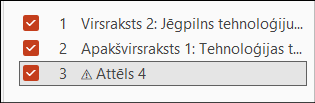 1 Virsraksts 2: Jēgpilns tehnoloģiju...
2 Apakšvirsraksts 1: Tehnoloģijas t...
3 ⚠ Attēls 4